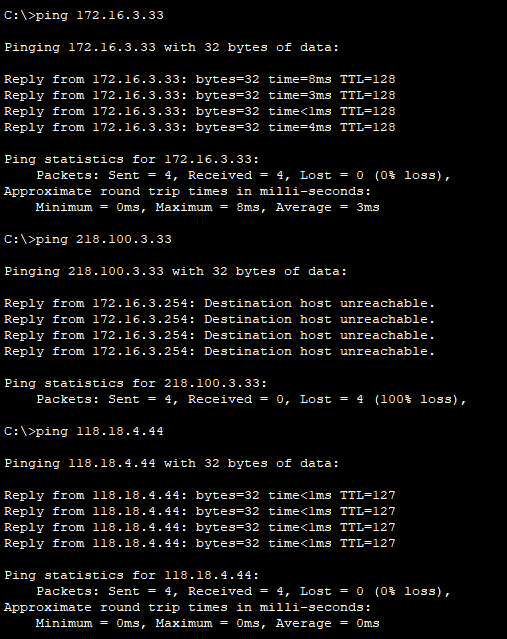 C:\>ping 172.16.3.33
Pinging 172.16.3.33 with 32 bytes of data:
Reply from 172.16.3.33: bytes=32 time=8ms TTL=128
Reply from 172.16.3.33: bytes=32 time=3ms TTL=128
Reply from 172.16.3.33: bytes=32 time<1ms TTL=128
Reply from 172.16.3.33: bytes=32 time=4ms TTL=128
Ping statistics for 172.16.3.33:
    Packets: Sent = 4, Received = 4, Lost = 0 (0% loss),
Approximate round trip times in milli-seconds:
    Minimum = 0ms, Maximum = 8ms, Average = 3ms
C:\>ping 218.100.3.33
Pinging 218.100.3.33 with 32 bytes of data:
Reply from 172.16.3.254: Destination host unreachable.
Reply from 172.16.3.254: Destination host unreachable.
Reply from 172.16.3.254: Destination host unreachable.
Reply from 172.16.3.254: Destination host unreachable.
Ping statistics for 218.100.3.33:
    Packets: Sent = 4, Received = 0, Lost = 4 (100% loss),
C:\>ping 118.18.4.44
Pinging 118.18.4.44 with 32 bytes of data:
Reply from 118.18.4.44: bytes=32 time<1ms TTL=127
Reply from 118.18.4.44: bytes=32 time<1ms TTL=127
Reply from 118.18.4.44: bytes=32 time<1ms TTL=127
Reply from 118.18.4.44: bytes=32 time<1ms TTL=127
Ping statistics for 118.18.4.44:
    Packets: Sent = 4, Received = 4, Lost = 0 (0% loss),
Approximate round trip times in milli-seconds:
    Minimum = 0ms, Maximum = 0ms, Average = 0ms